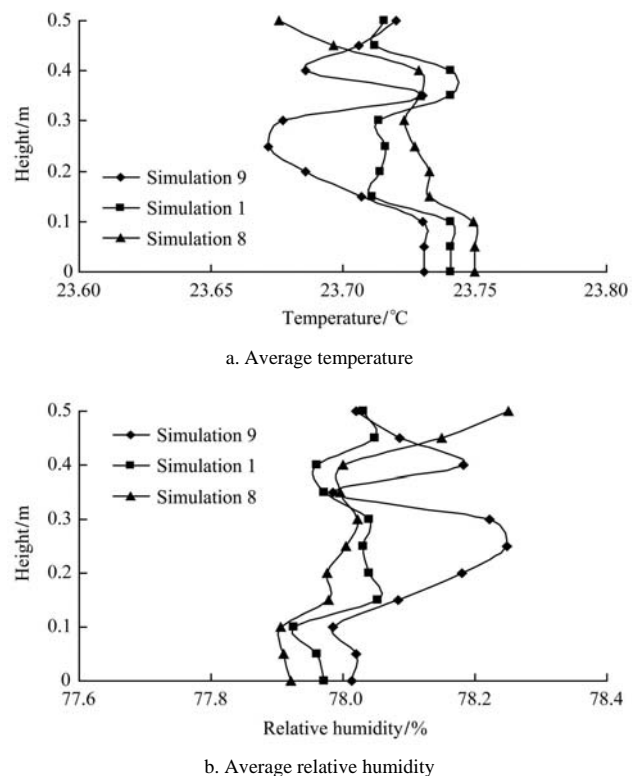 0.5
0.4
0.3
0.2
0.1
0
Height/m
Simulation 9
Simulation 1
Simulation 8
23.60 23.65 23.70 23.75 23.80
Temperature/℃
a. Average temperature
0.5
0.4
0.3
0.2
0.1
0
Height/m
Simulation 9
Simulation 1
Simulation 8
77.6 77.8 78.0 78.2 78.4
Relative humidity/%
b. Average relative humidity